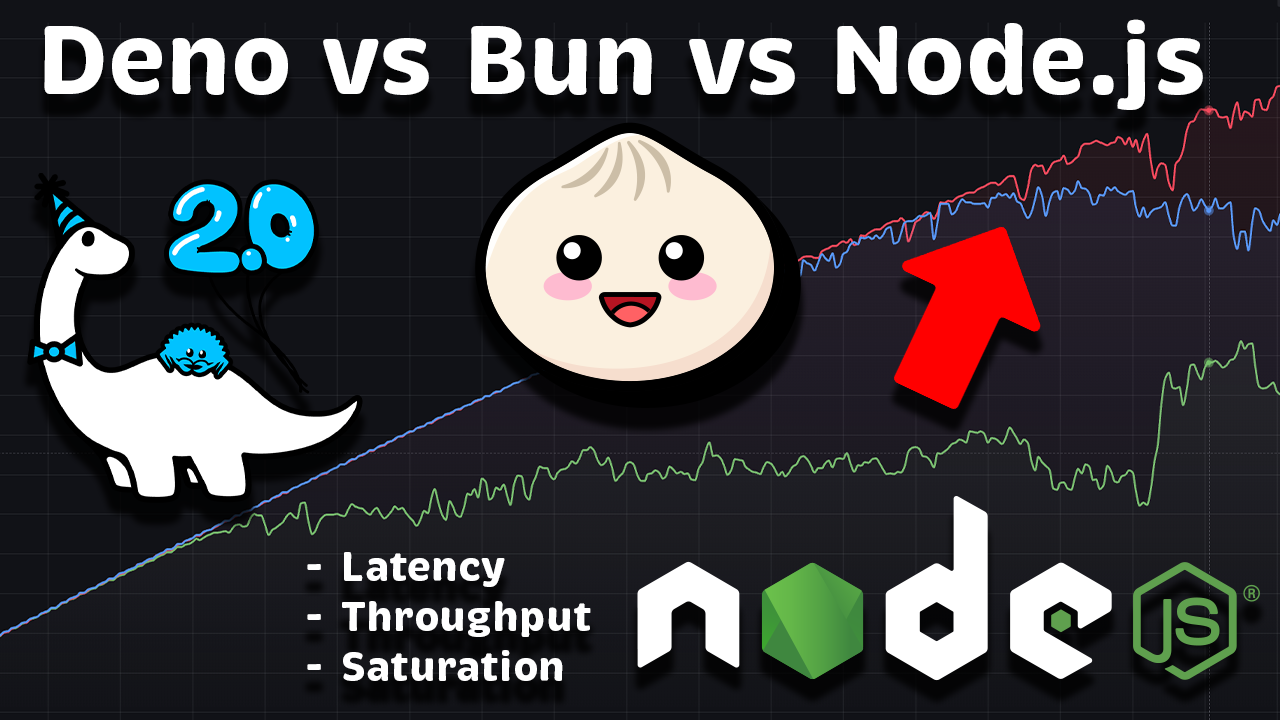 Deno vs Bun vs Node.js
2.0
- Latency
- Throughput
- Saturation
node JS®